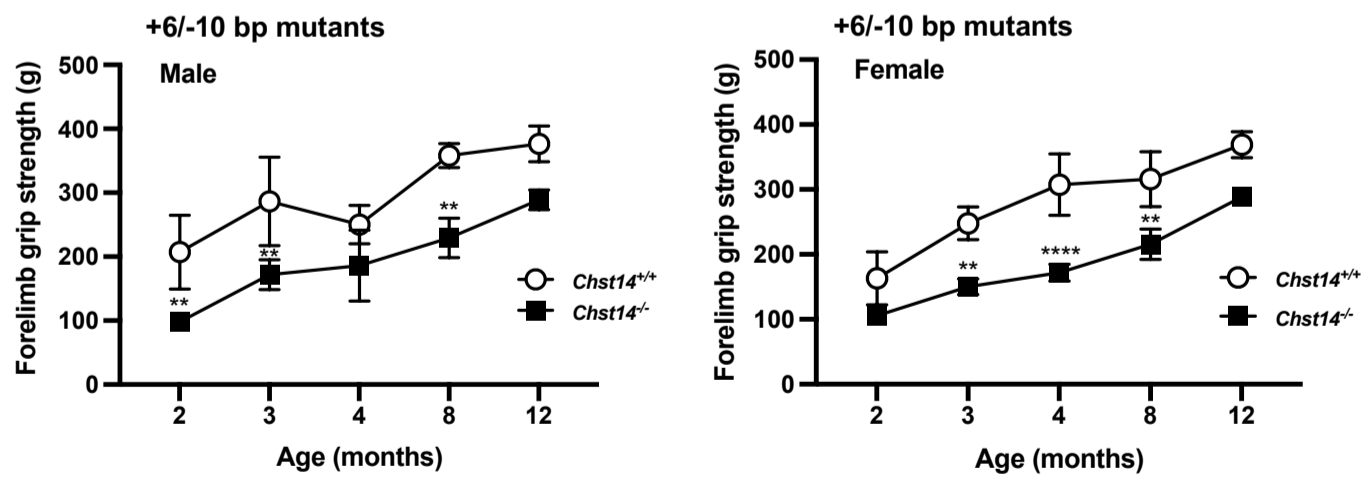 +6/-10 bp mutants
Male
Forelimb grip strength (g)
500
400
300
200
100
0
**
**
**
Chst14+/+
Chst14-/-
2 3 4 8 12
Age (months)
+6/-10 bp mutants
Female
Forelimb grip strength (g)
500
400
300
200
100
0
**
****
**
Chst14+/+
Chst14-/-
2 3 4 8 12
Age (months)